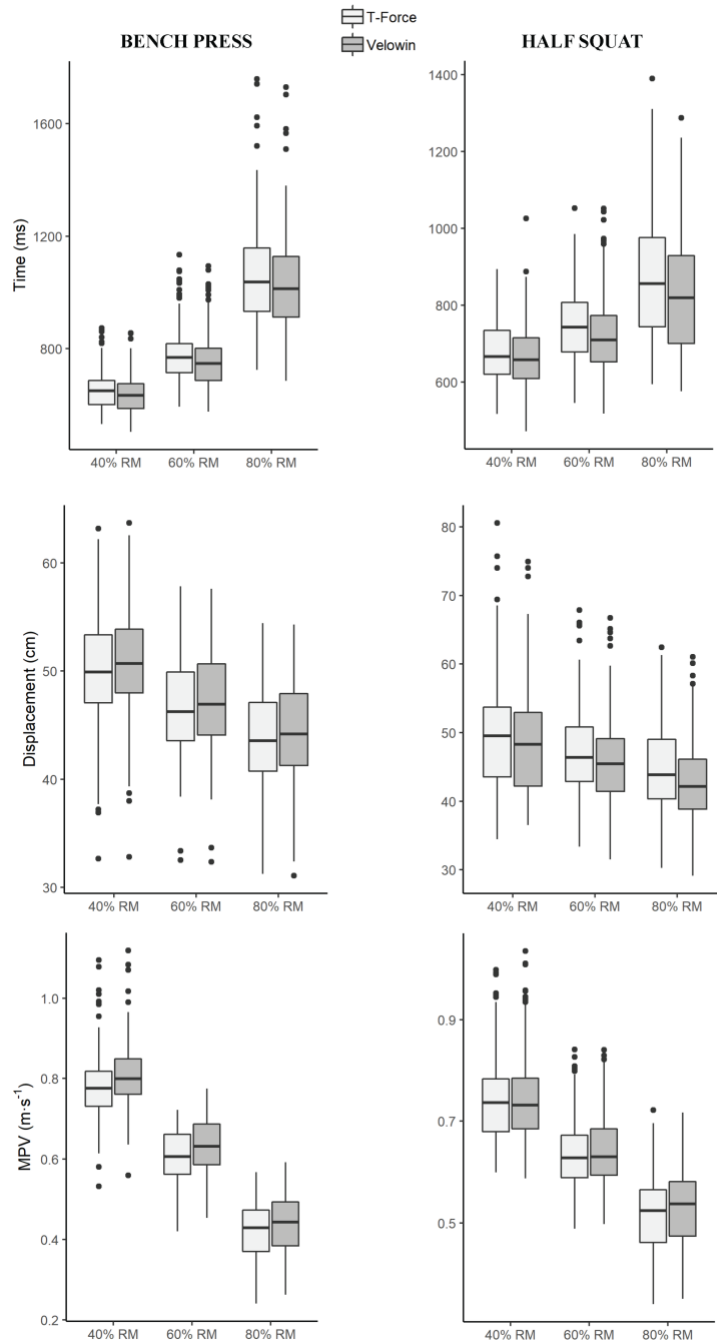 T-Force
Velowin
BENCH PRESS
HALF SQUAT
Time (ms)
1600
1200
800
40% RM 60% RM 80% RM
1400
1200
1000
800
600
40% RM 60% RM 80% RM
Displacement (cm)
60
50
40
30
40% RM 60% RM 80% RM
80
70
60
50
40
30
40% RM 60% RM 80% RM
MPV (m·s⁻¹)
1.0
0.8
0.6
0.4
0.2
40% RM 60% RM 80% RM
0.9
0.7
0.5
40% RM 60% RM 80% RM